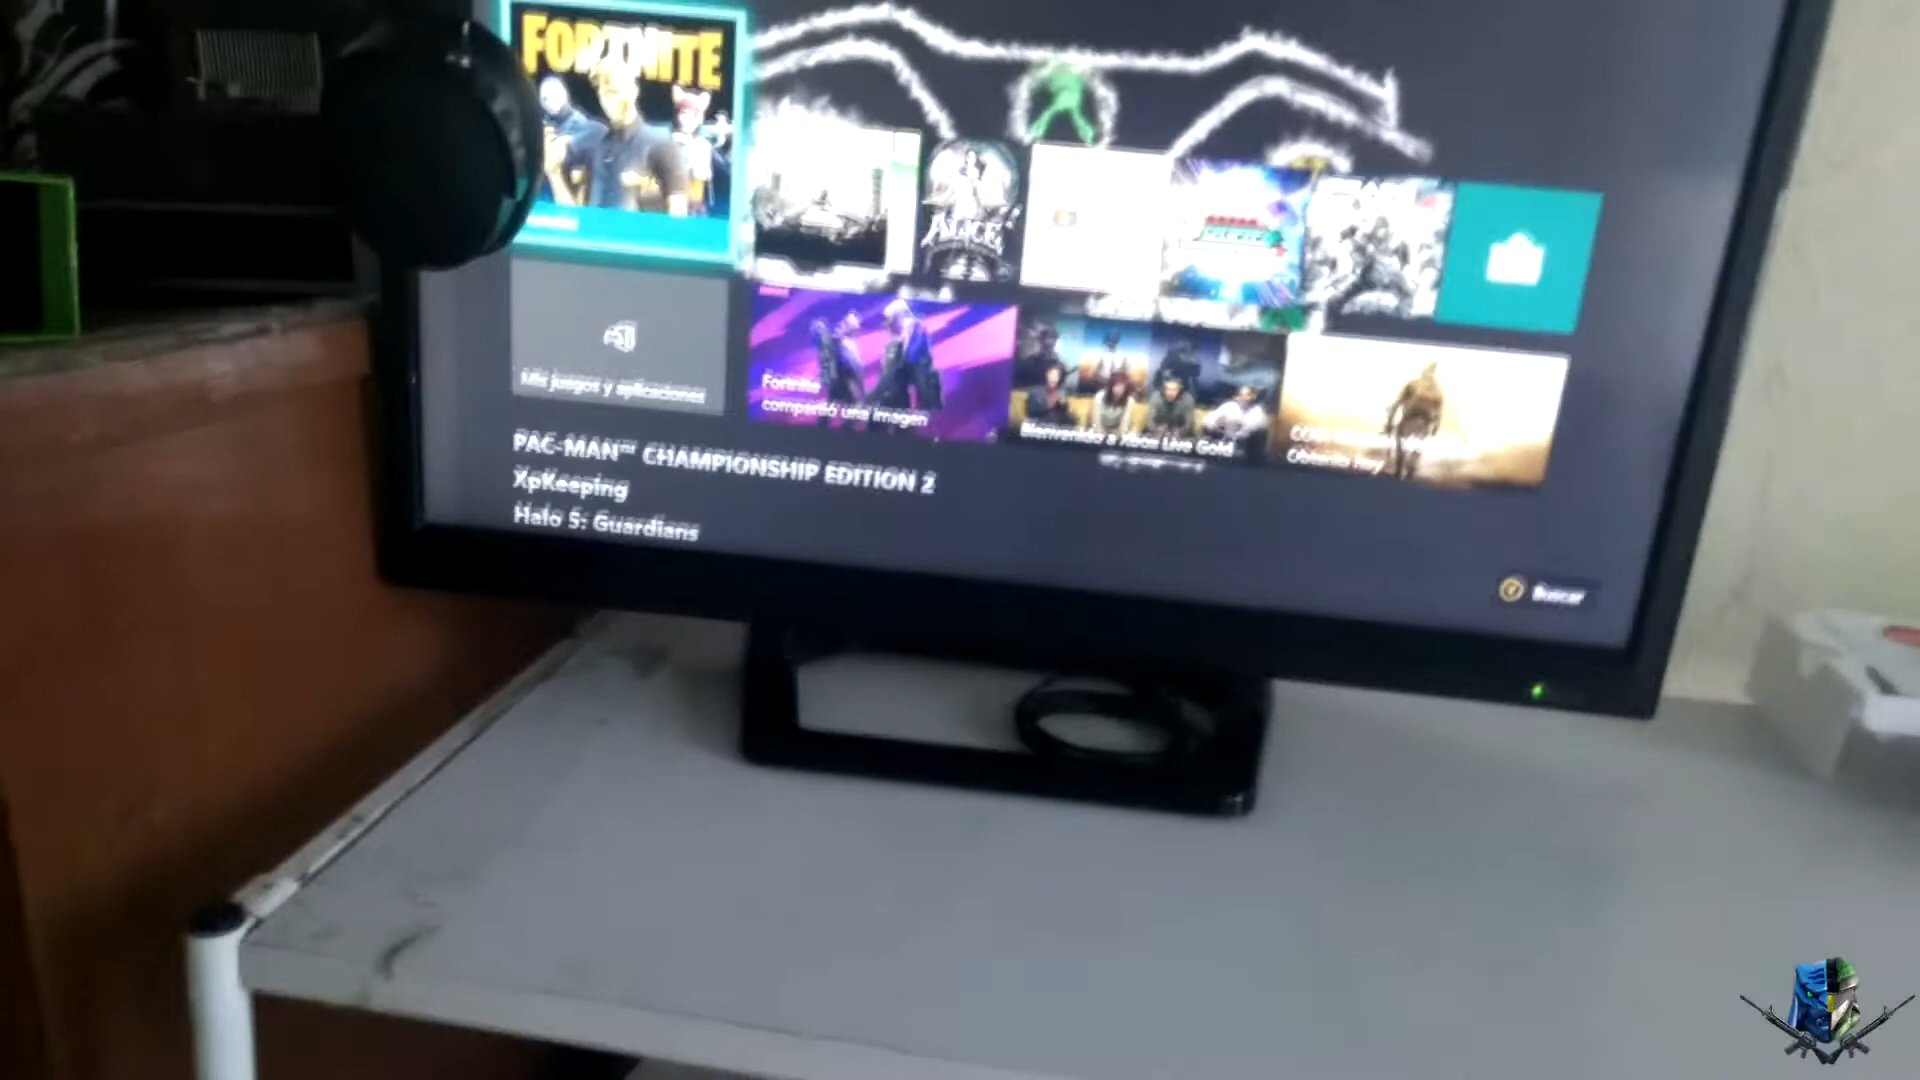 FORTNITE
ALICE
Mis juegos y aplicaciones
Fortnite
compartió una imagen
Bienvenido a Xbox Live Gold
PAC-MAN™ CHAMPIONSHIP EDITION 2
XpKeeping
Halo 5: Guardians
Y Buscar